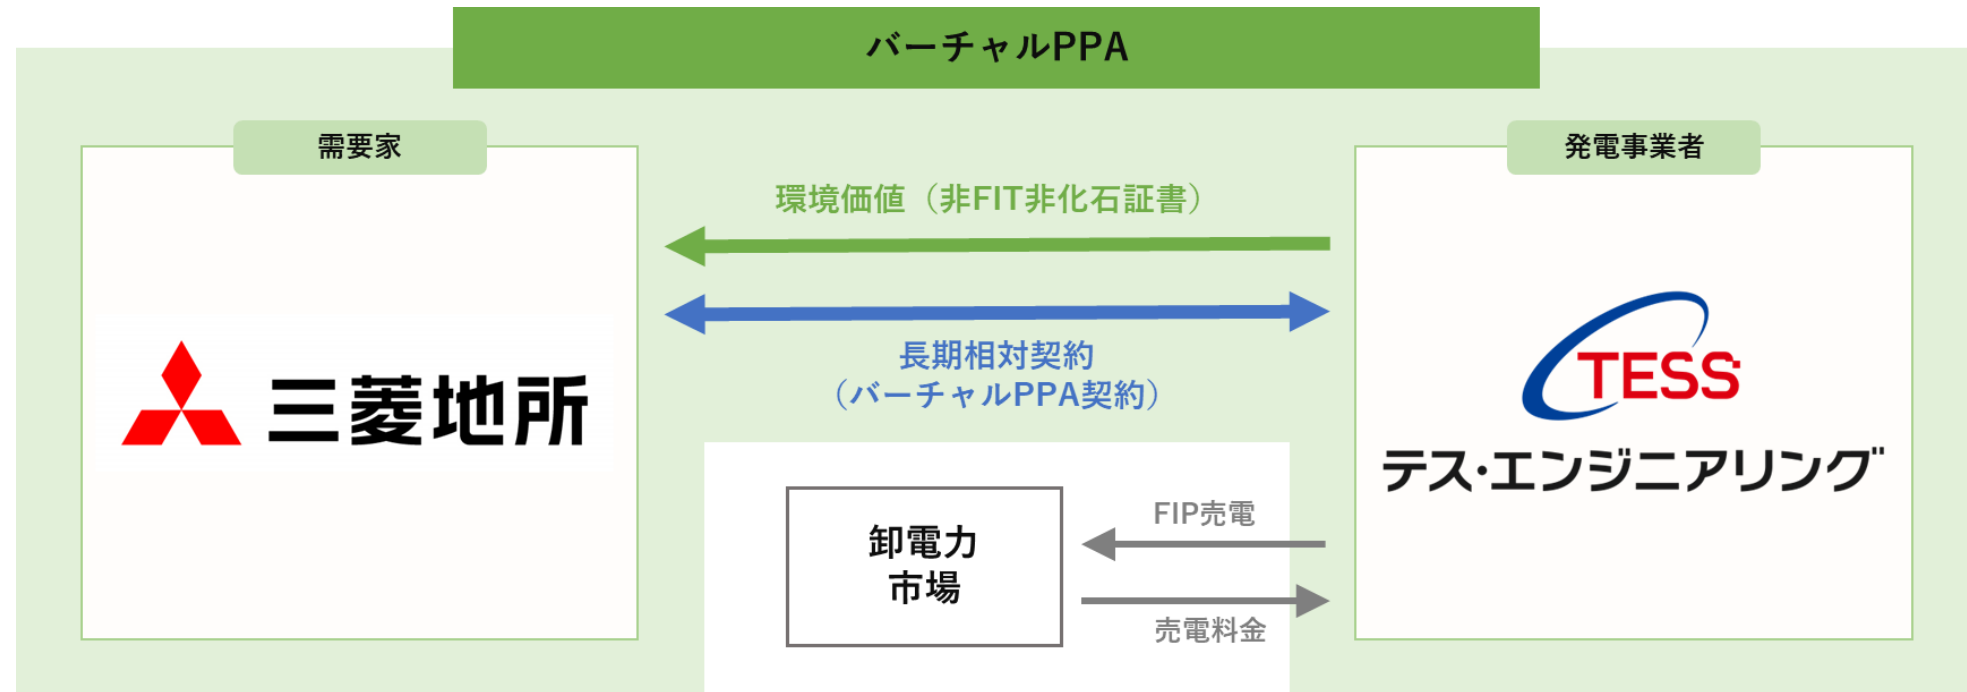 バーチャルPPA
需要家
発電事業者
環境価値（非FIT非化石証書）
長期相対契約
（バーチャルPPA契約）
三菱地所
TESS
テス・エンジニアリング
卸電力
市場
FIP売電
売電料金